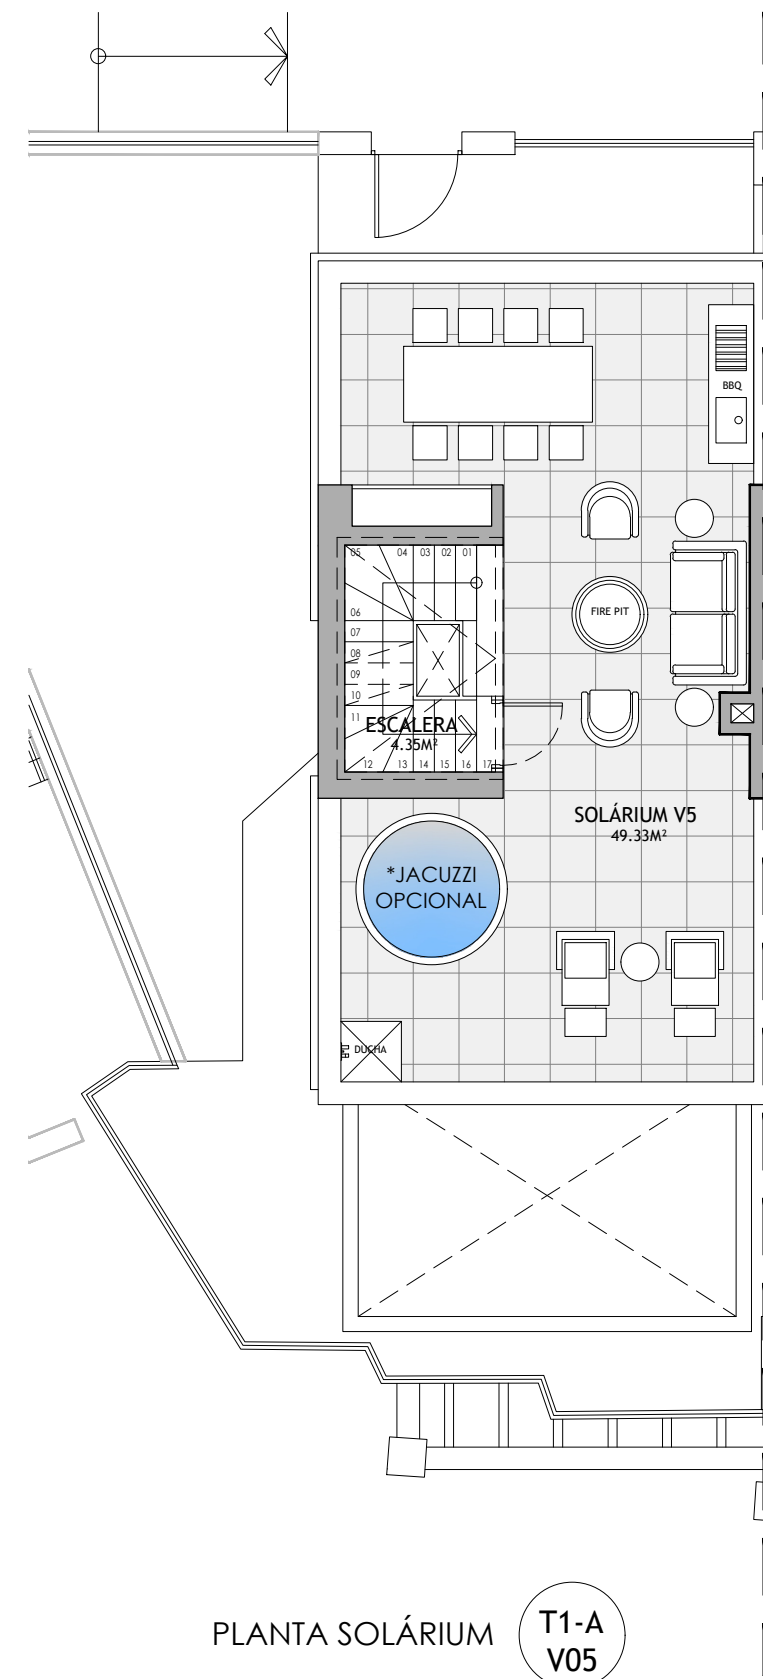 BBQ
05
04
03
02
01
06
07
08
09
10
11
12
13
14
15
16
17
FIRE PIT
ESCALERA
4.35M²
SOLÁRIUM V5
49.33M²
*JACUZZI
OPCIONAL
DUCHA
PLANTA SOLÁRIUM
T1-A
V05